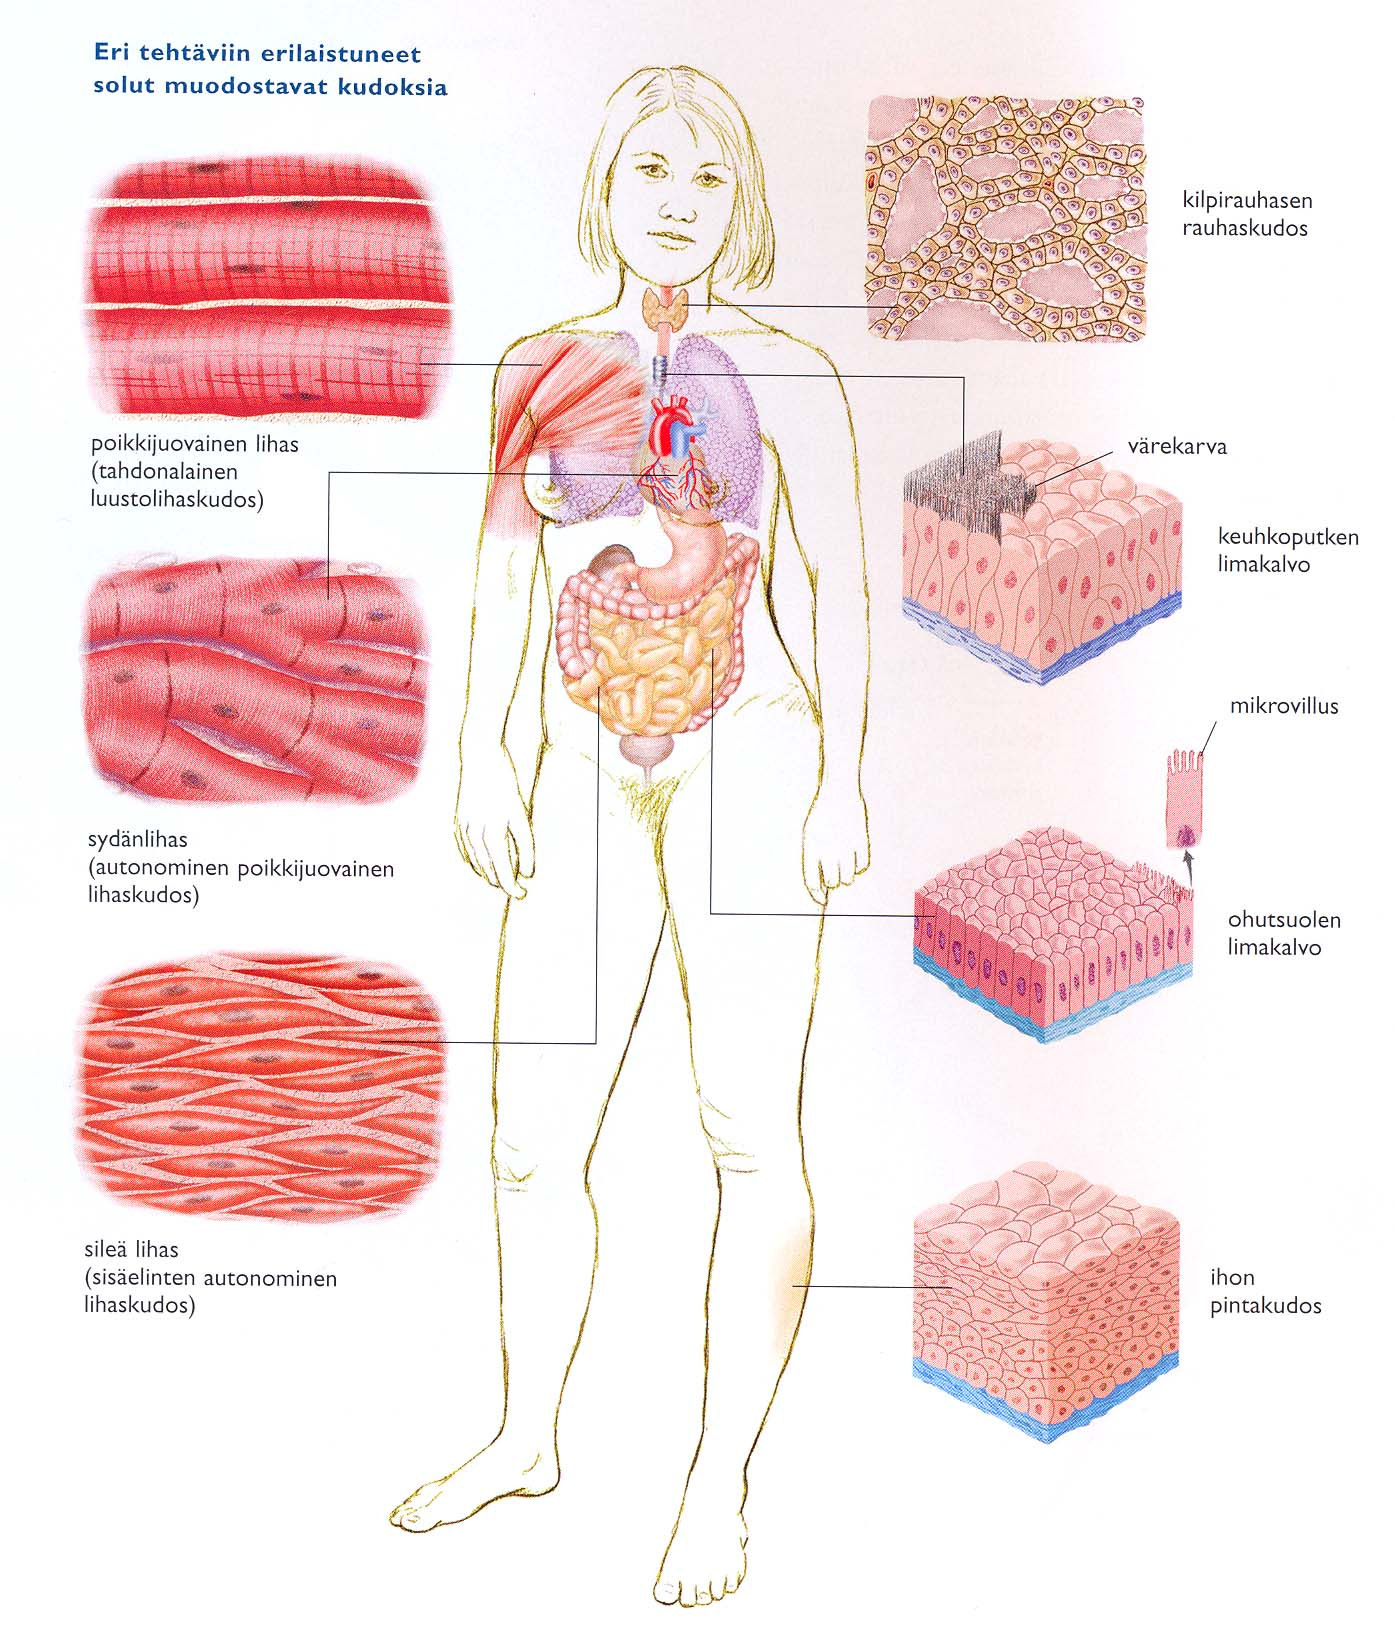 Eri tehtäviin erilaistuneet
solut muodostavat kudoksia
kilpirauhasen
rauhaskudos
poikkijuovainen lihas
(tahdonalainen
luustolihaskudos)
värekarva
keuhkoputken
limakalvo
mikrovillus
sydänlihas
(autonominen poikkijuovainen
lihaskudos)
ohutsuolen
limakalvo
sileä lihas
(sisäelinten autonominen
lihaskudos)
ihon
pintakudos